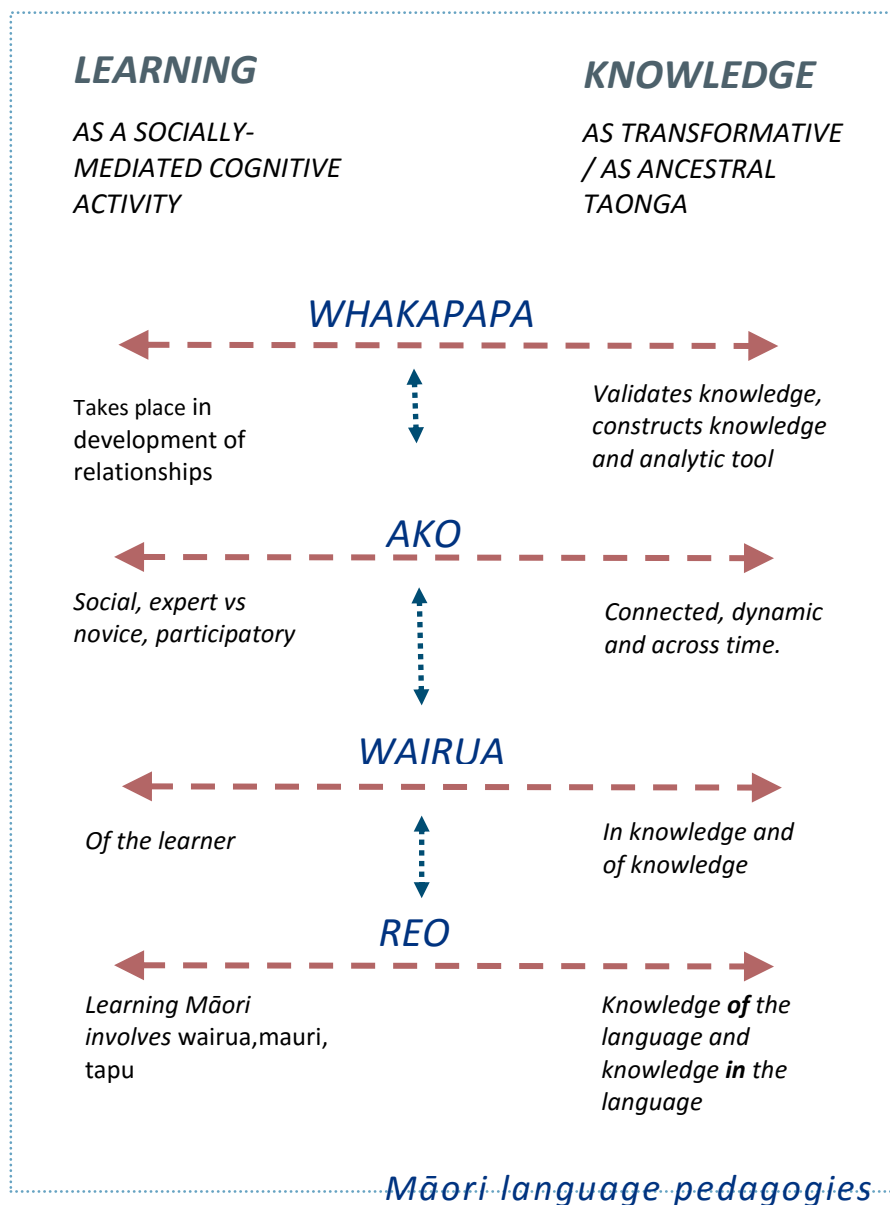 LEARNING
AS A SOCIALLY-
MEDIATED COGNITIVE
ACTIVITY
KNOWLEDGE
AS TRANSFORMATIVE
/ AS ANCESTRAL
TAONGA
WHAKAPAPA
Takes place in
development of
relationships
Validates knowledge,
constructs knowledge
and analytic tool
AKO
Social, expert vs
novice, participatory
Connected, dynamic
and across time.
WAIRUA
Of the learner
In knowledge and
of knowledge
REO
Learning Māori
involves wairua,mauri,
tapu
Knowledge of the
language and
knowledge in the
language
Māori language pedagogies